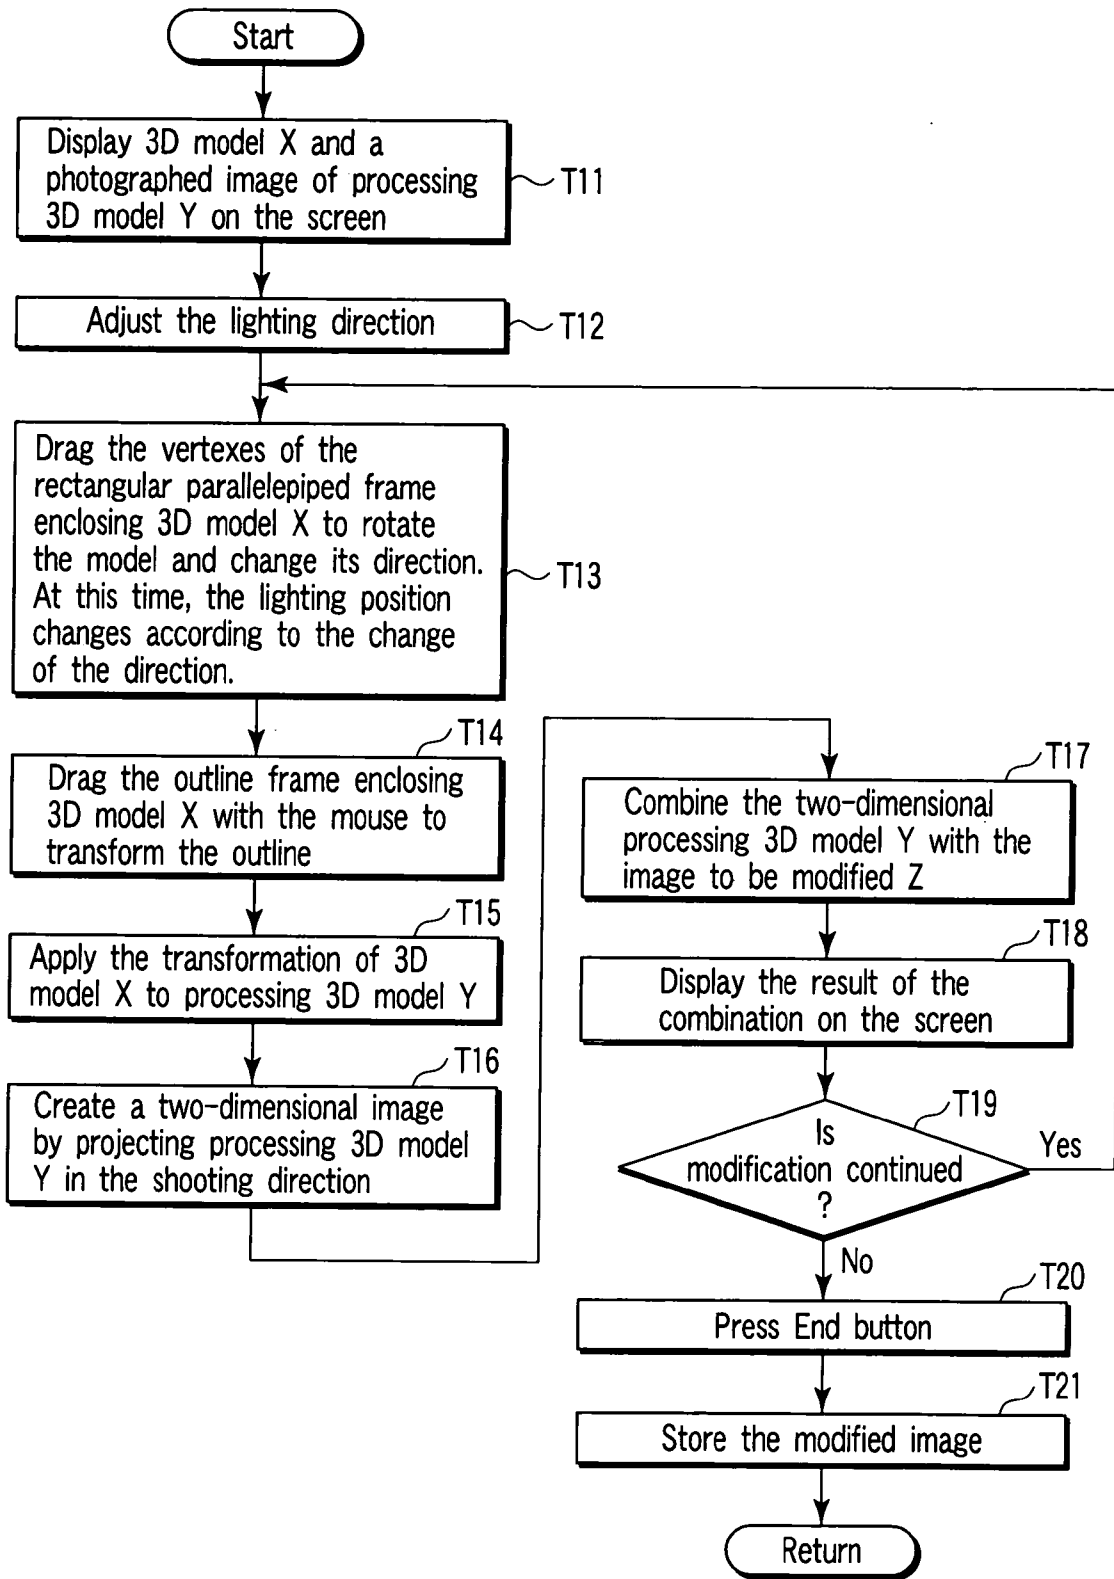 Start
Display 3D model X and a
photographed image of processing
3D model Y on the screen
T11
Adjust the lighting direction
T12
Drag the vertexes of the
rectangular parallelepiped frame
enclosing 3D model X to rotate
the model and change its direction.
At this time, the lighting position
changes according to the change
of the direction.
T13
T14
Drag the outline frame enclosing
3D model X with the mouse to
transform the outline
T15
Apply the transformation of 3D
model X to processing 3D model Y
T16
Create a two-dimensional image
by projecting processing 3D model
Y in the shooting direction
T17
Combine the two-dimensional
processing 3D model Y with the
image to be modified Z
T18
Display the result of the
combination on the screen
T19
Is
modification continued
?
Yes
No
T20
Press End button
T21
Store the modified image
Return